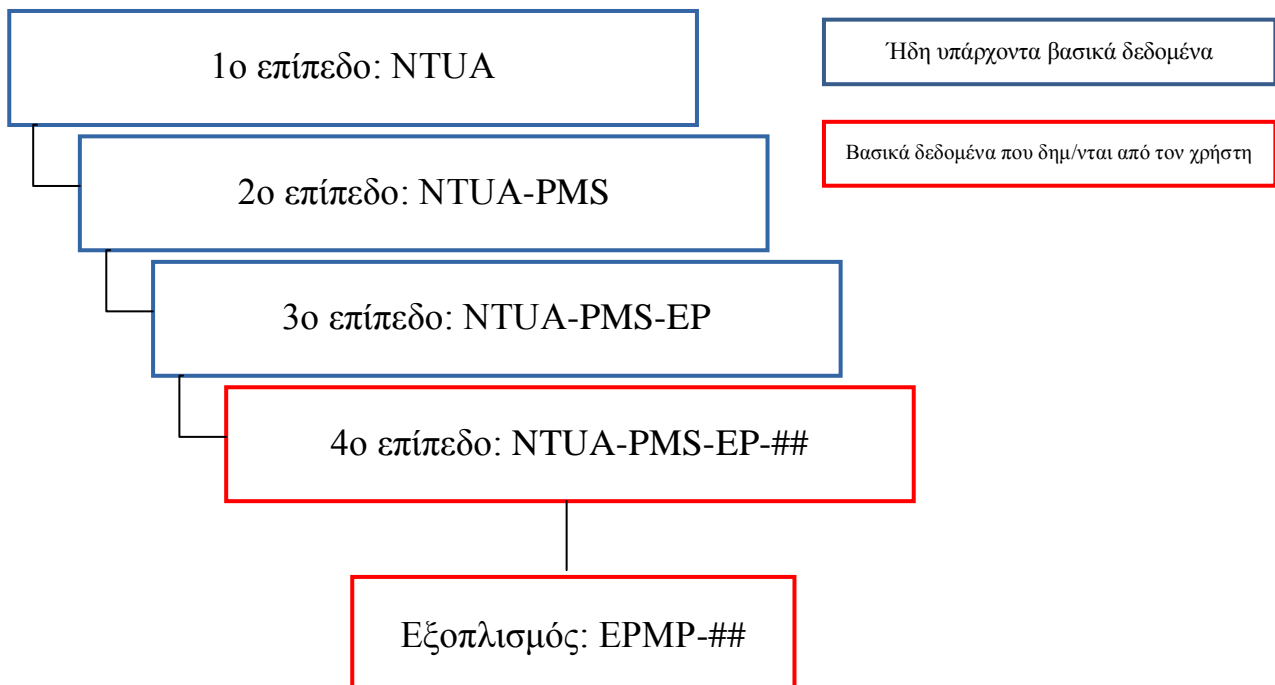 1ο επίπεδο: NTUA
Ήδη υπάρχοντα βασικά δεδομένα
Βασικά δεδομένα που δημ/νται από τον χρήστη
2ο επίπεδο: NTUA-PMS
3ο επίπεδο: NTUA-PMS-EP
4ο επίπεδο: NTUA-PMS-EP-##
Εξοπλισμός: EPMP-##